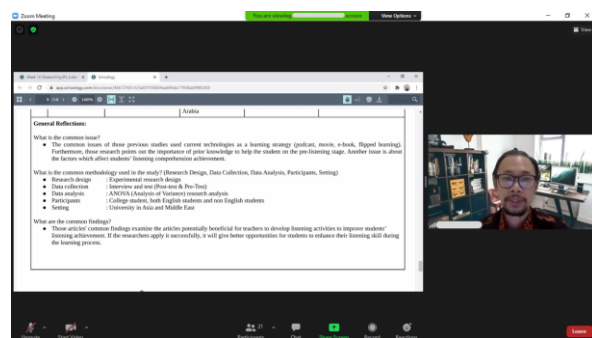 Zoom Meeting
You are viewing screen View Options
View
Schoology
Arabia
General Reflections:
What is the common issue?
The common issues of those previous studies used current technologies as a learning strategy (podcast, movie, e-book, flipped learning).
Furthermore, those research points out the importance of prior knowledge to help the student on the pre-listening stage. Another issue is about
the factors which affect students' listening comprehension achievement.
What is the common methodology used in the study? (Research Design, Data Collection, Data Analysis, Participants, Setting)
Research design : Experimental research design
Data collection : Interview and test (Post-test & Pre-Test)
Data analysis : ANOVA (Analysis of Variance) research analysis
Participants : College student, both English students and non English students
Setting : University in Asia and Middle East
What are the common findings?
Those articles' common findings examine the articles potentially beneficial for teachers to develop listening activities to improve students'
listening achievement. If the researchers apply it successfully, it will give better opportunities for students to enhance their listening skill during
the learning process.
Unmute Start Video Participants 21 Chat Share Screen Record Reactions Leave